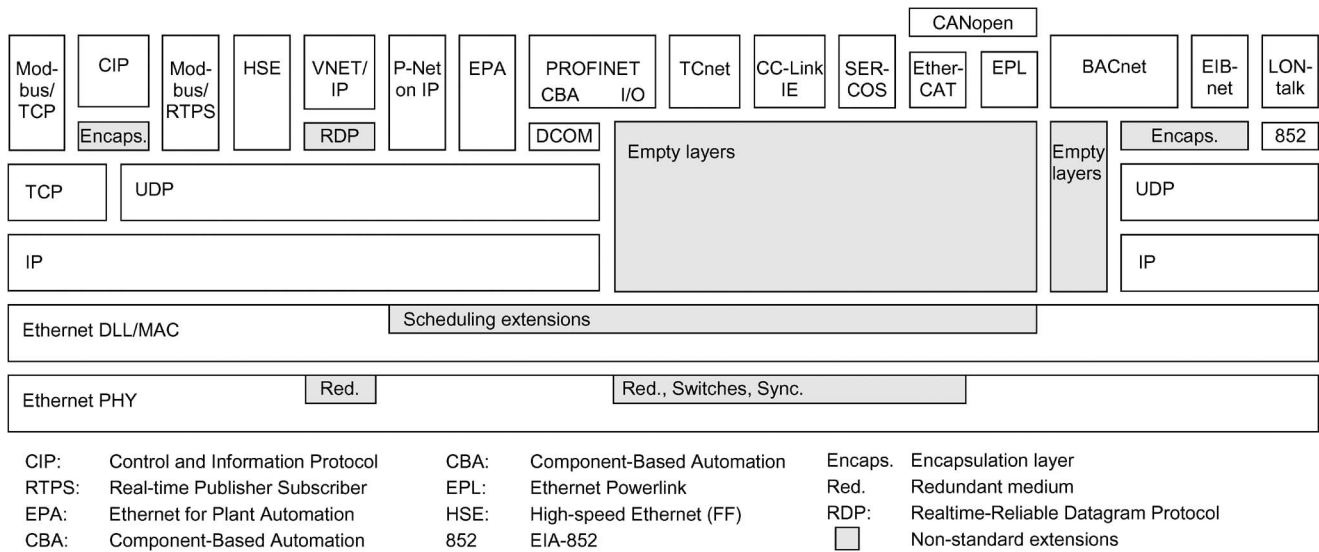 CANopen
Mod-
bus/
TCP
CIP
Mod-
bus/
RTPS
HSE
VNET/
IP
P-Net
on IP
EPA
PROFINET
CBA I/O
TCnet
CC-Link
IE
SER-
COS
Ether-
CAT
EPL
BACnet
EIB-
net
LON-
talk
Encaps.
RDP
DCOM
Empty layers
Empty
layers
Encaps.
852
TCP
UDP
UDP
IP
IP
Ethernet DLL/MAC
Scheduling extensions
Ethernet PHY
Red.
Red., Switches, Sync.
CIP: Control and Information Protocol
RTPS: Real-time Publisher Subscriber
EPA: Ethernet for Plant Automation
CBA: Component-Based Automation
CBA: Component-Based Automation
EPL: Ethernet Powerlink
HSE: High-speed Ethernet (FF)
852 EIA-852
Encaps. Encapsulation layer
Red. Redundant medium
RDP: Realtime-Reliable Datagram Protocol
Non-standard extensions